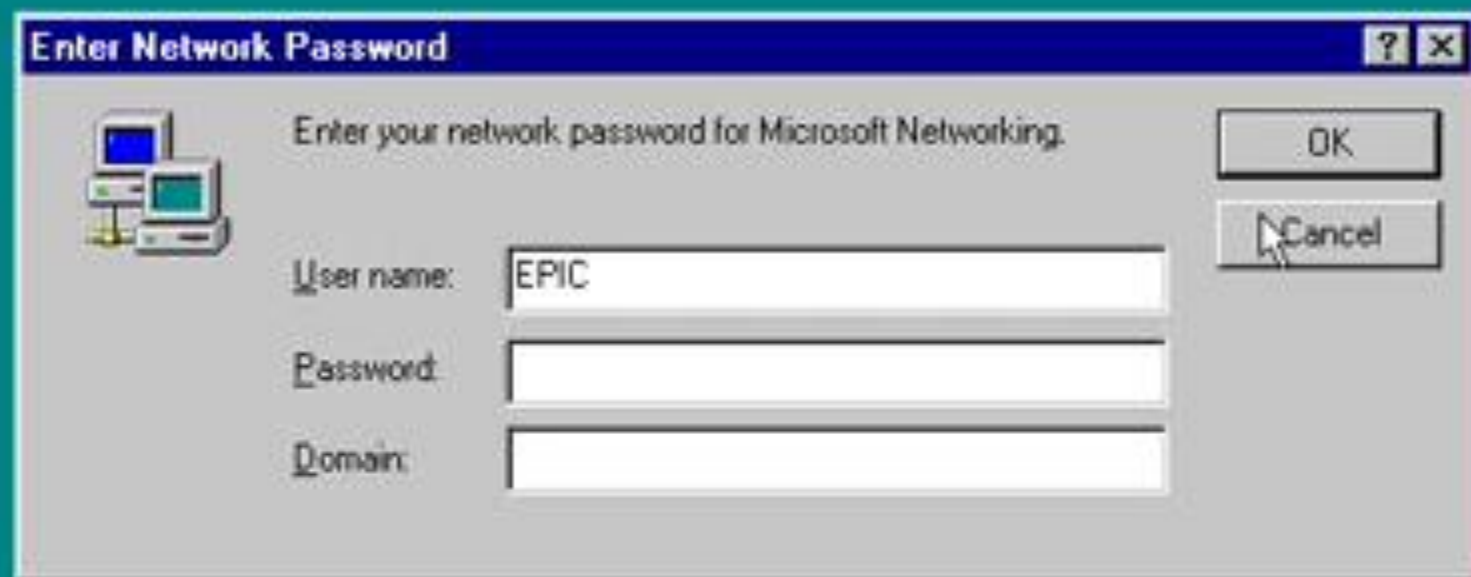 Enter Network Password
Enter your network password for Microsoft Networking.
OK
Cancel
User name: EPIC
Password:
Domain: